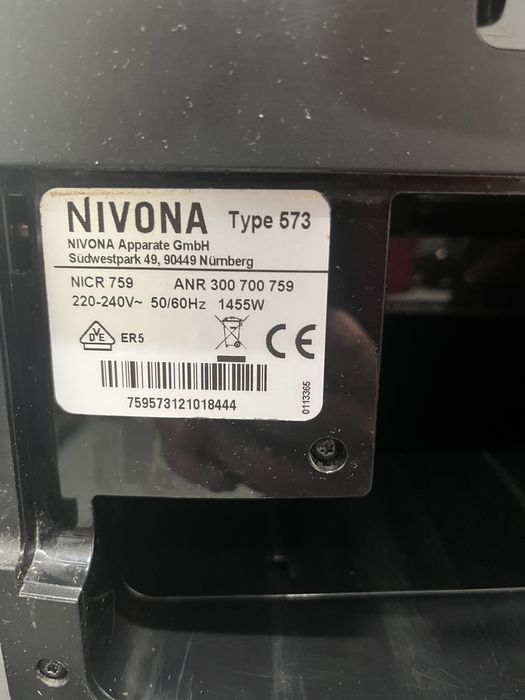 NIVONA Type 573
NIVONA Apparate GmbH
Südwestpark 49, 90449 Nürnberg
NICR 759 ANR 300 700 759
220-240V~ 50/60Hz 1455W
DVE ER5 CE
759573121018444
0113365